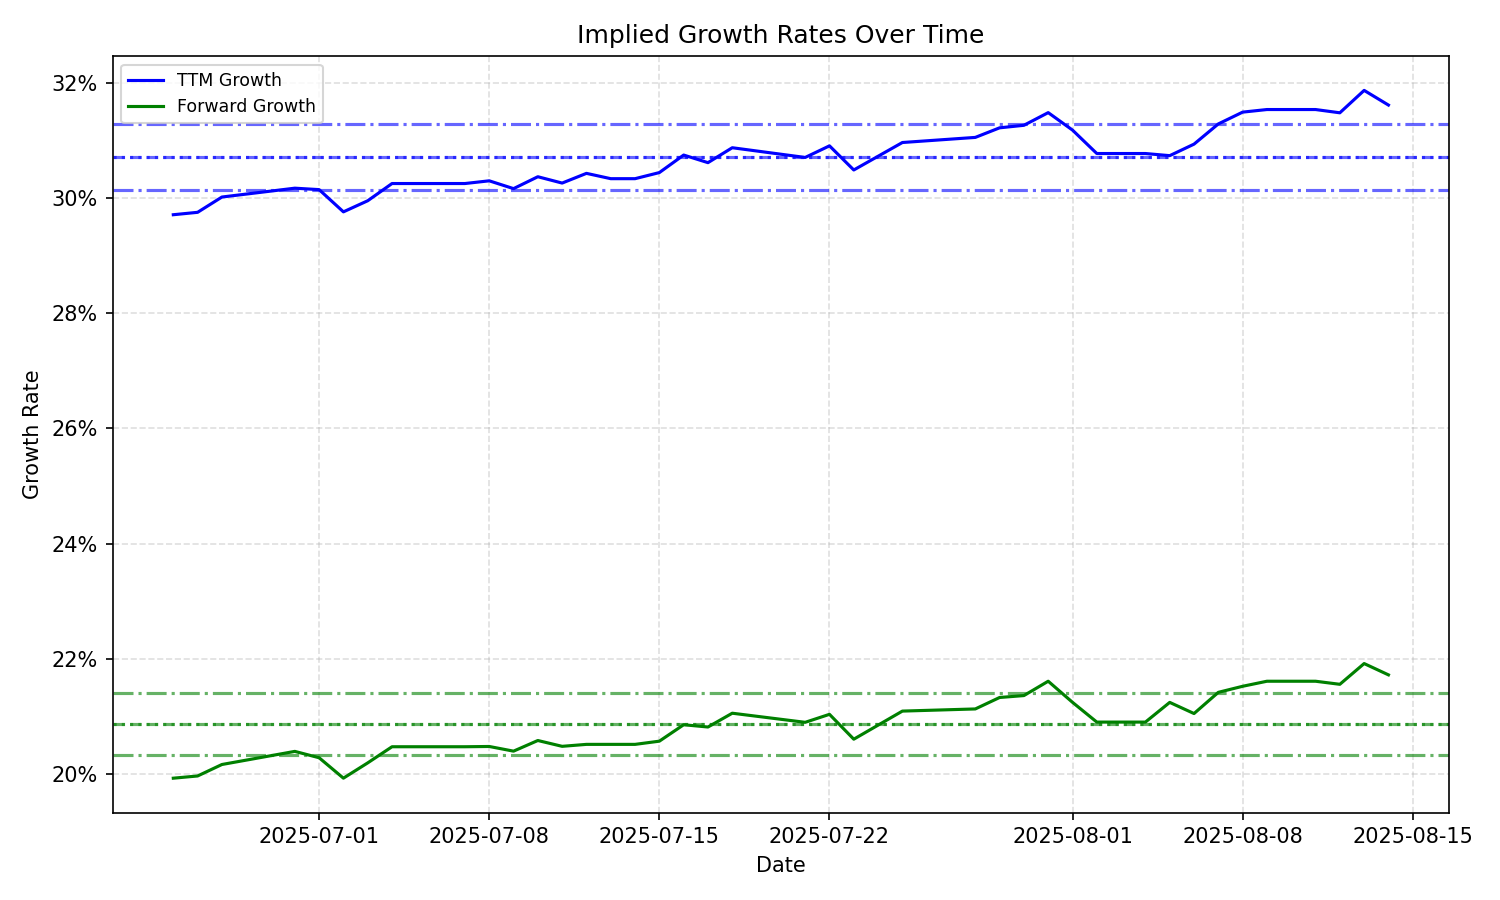 Implied Growth Rates Over Time
TTM Growth
Forward Growth
32%
30%
28%
26%
24%
22%
20%
Growth Rate
2025-07-01
2025-07-08
2025-07-15
2025-07-22
2025-08-01
2025-08-08
2025-08-15
Date